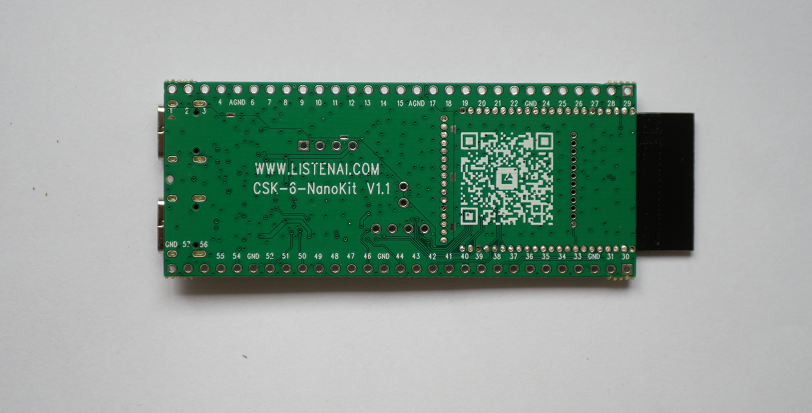 1 2 3 4 AGND 6 7 8 9 10 11 12 13 14 15 AGND 17 18 19 20 21 22 GND 24 25 26 27 28 29
WWW.LISTENAI.COM
CSK-6-NanoKit V1.1
GND 57 56 55 54 GND 52 51 50 49 48 47 46 GND 44 43 42 41 40 39 38 37 36 35 34 33 GND 31 30